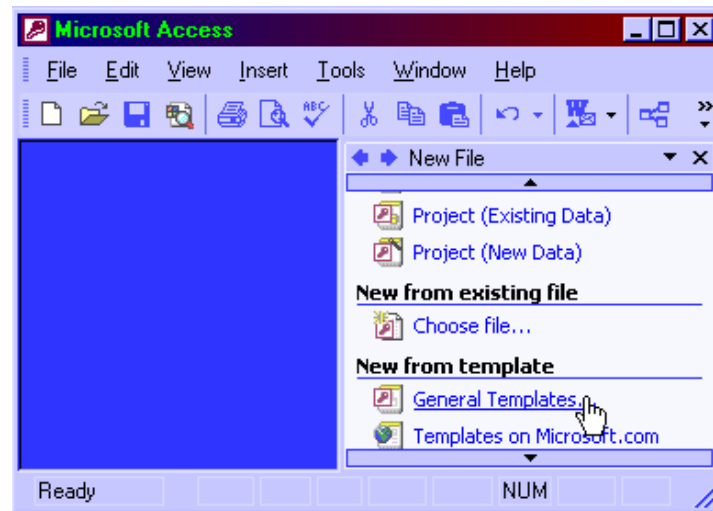 Microsoft Access
File Edit View Insert Tools Window Help
ABC W
New File
Project (Existing Data)
Project (New Data)
New from existing file
Choose file...
New from template
General Templates...
Templates on Microsoft.com
Ready NUM